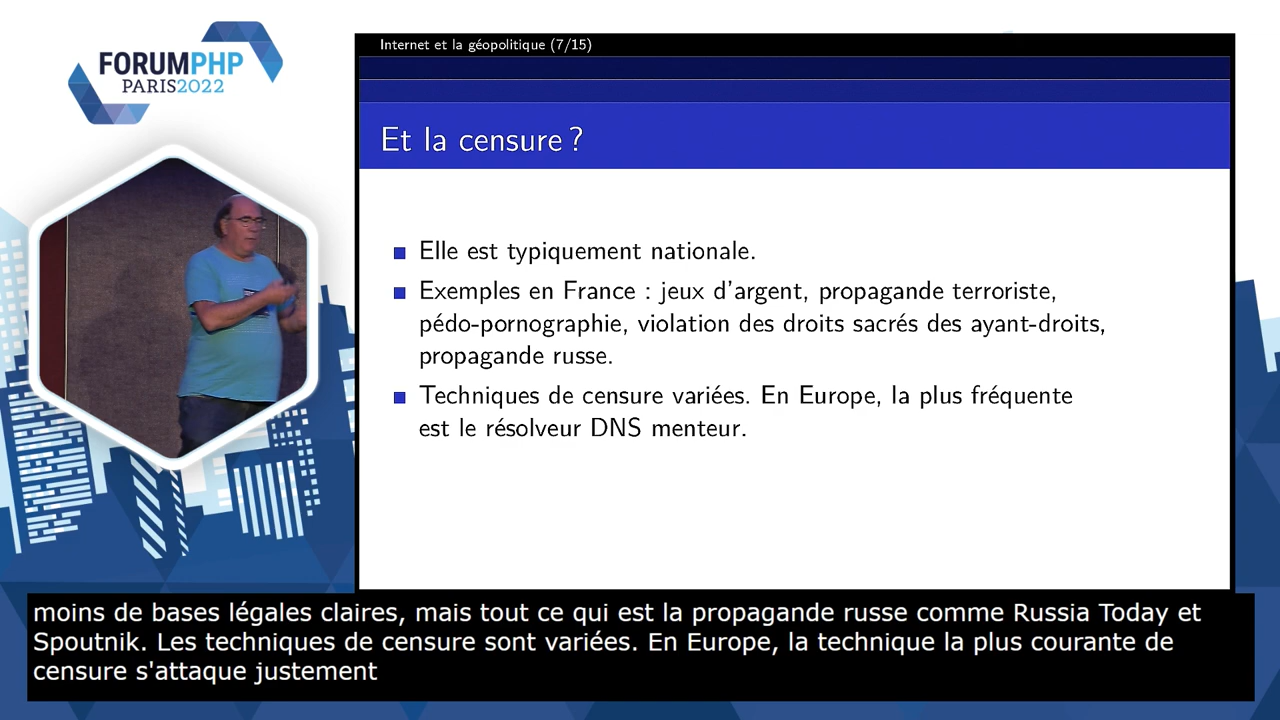 FORUMPHP
PARIS2022
Internet et la géopolitique (7/15)
Et la censure ?
Elle est typiquement nationale.
Exemples en France : jeux d'argent, propagande terroriste,
pédo-pornographie, violation des droits sacrés des ayant-droits,
propagande russe.
Techniques de censure variées. En Europe, la plus fréquente
est le résolveur DNS menteur.
moins de bases légales claires, mais tout ce qui est la propagande russe comme Russia Today et
Spoutnik. Les techniques de censure sont variées. En Europe, la technique la plus courante de
censure s'attaque justement